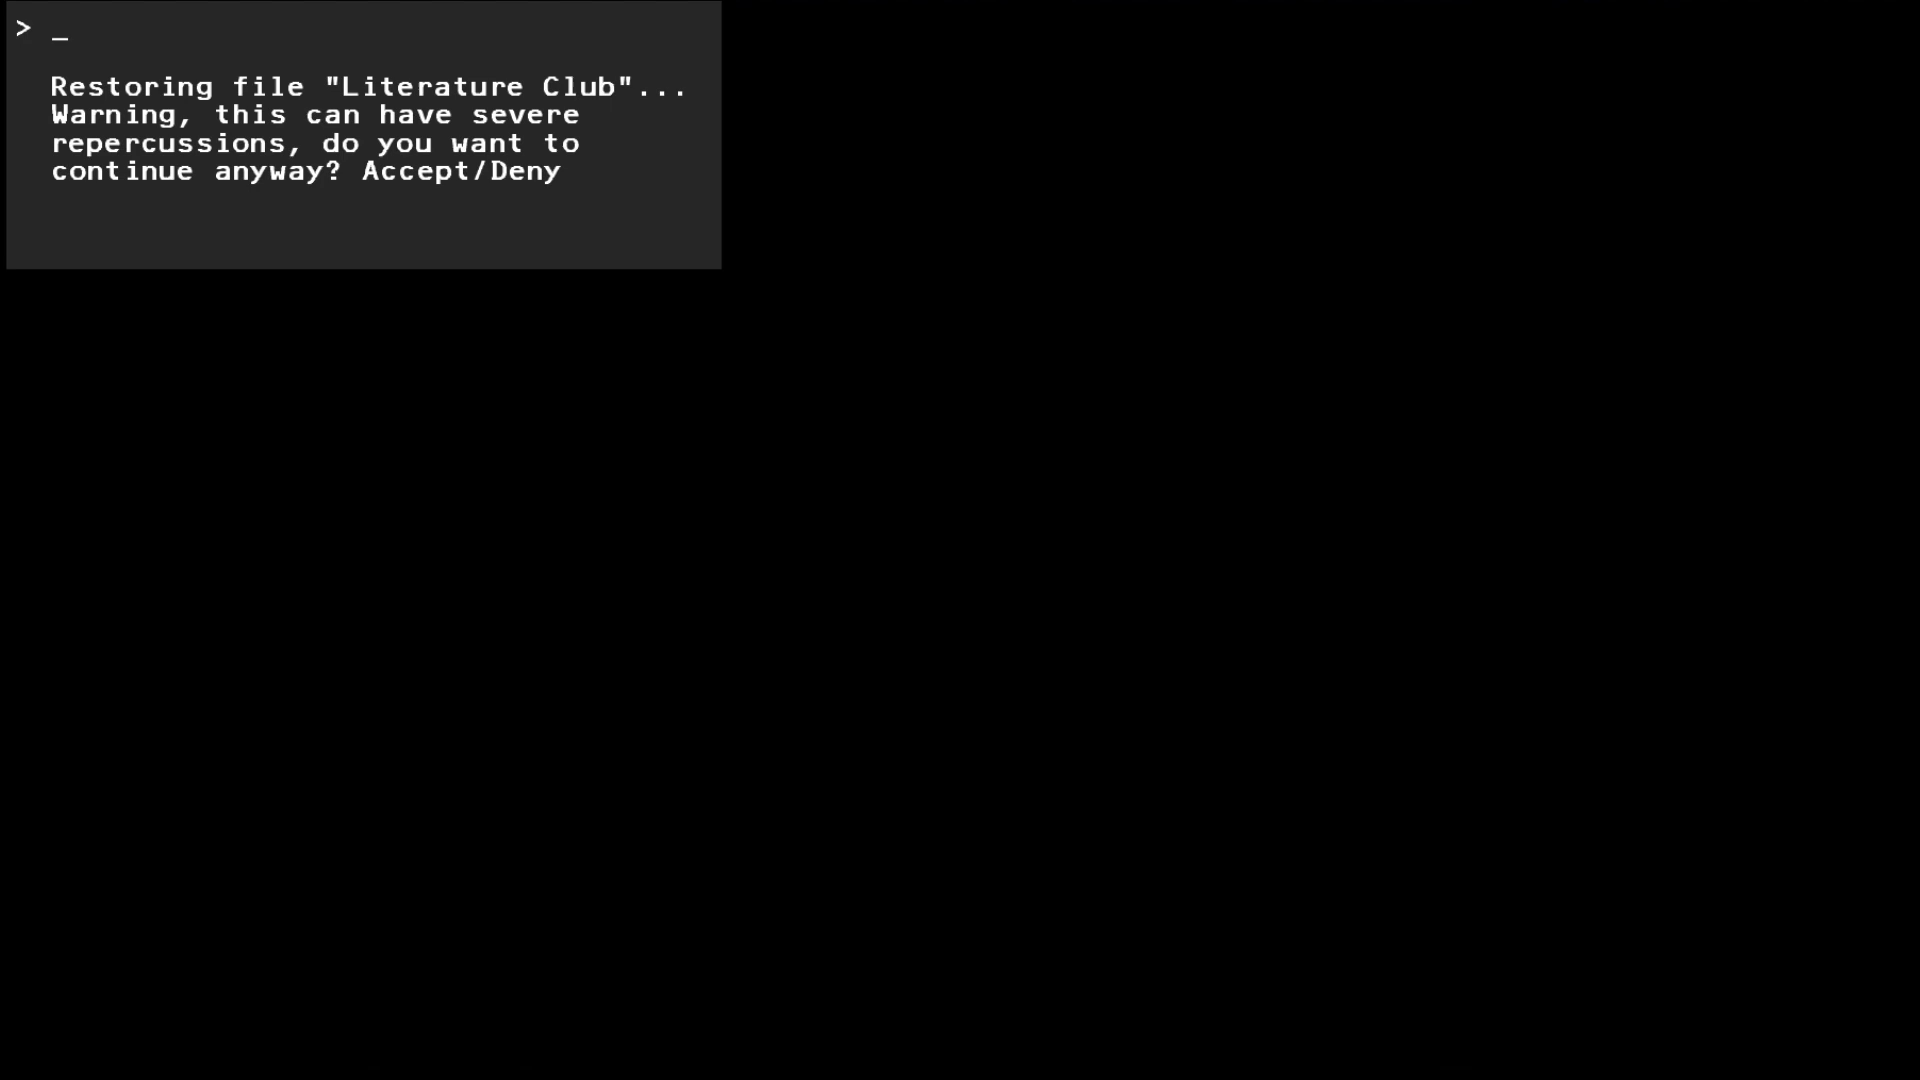 > _
Restoring file "Literature Club"...
Warning, this can have severe
repercussions, do you want to
continue anyway? Accept/Deny